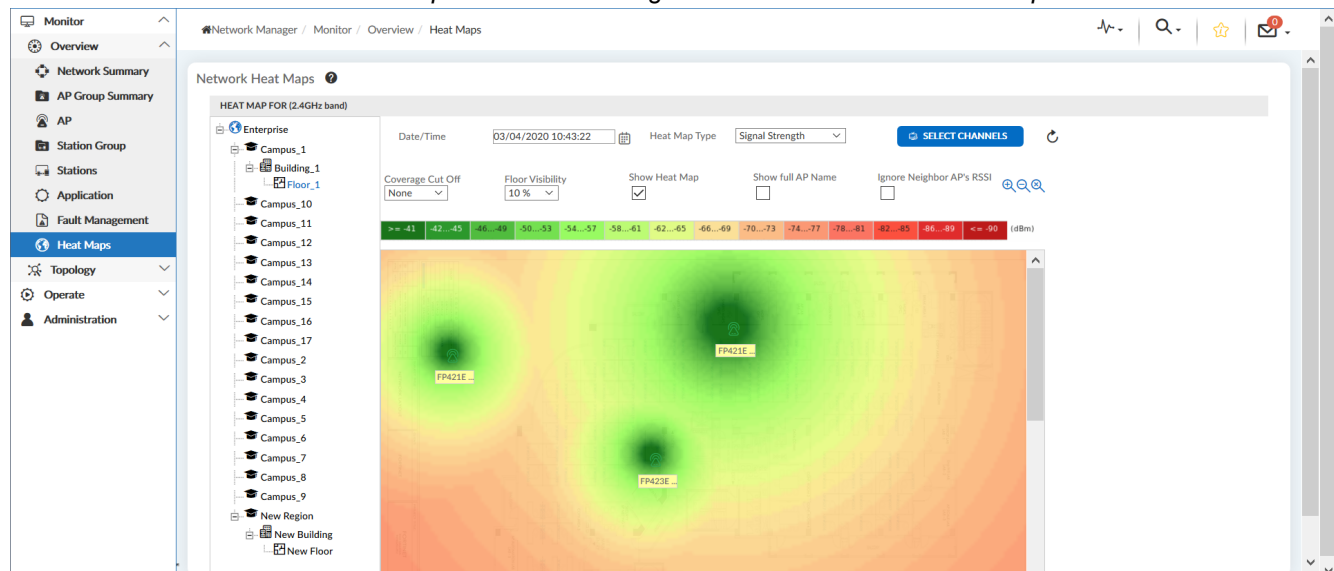 Monitor
Overview
Network Summary
AP Group Summary
AP
Station Group
Stations
Application
Fault Management
Heat Maps
Topology
Operate
Administration
Network Manager / Monitor / Overview / Heat Maps
0
Network Heat Maps ?
HEAT MAP FOR (2.4GHz band)
Enterprise
Campus_1
Building_1
Floor_1
Campus_10
Campus_11
Campus_12
Campus_13
Campus_14
Campus_15
Campus_16
Campus_17
Campus_2
Campus_3
Campus_4
Campus_5
Campus_6
Campus_7
Campus_8
Campus_9
New Region
New Building
New Floor
Date/Time 03/04/2020 10:43:22 Heat Map Type Signal Strength SELECT CHANNELS
Coverage Cut Off Floor Visibility Show Heat Map Show full AP Name Ignore Neighbor AP's RSSI
None 10 %
>= -41 -42...-45 -46...-49 -50...-53 -54...-57 -58...-61 -62...-65 -66...-69 -70...-73 -74...-77 -78...-81 -82...-85 -86...-89 <= -90 (dBm)
FP421E ...
FP421E ...
FP423E ...